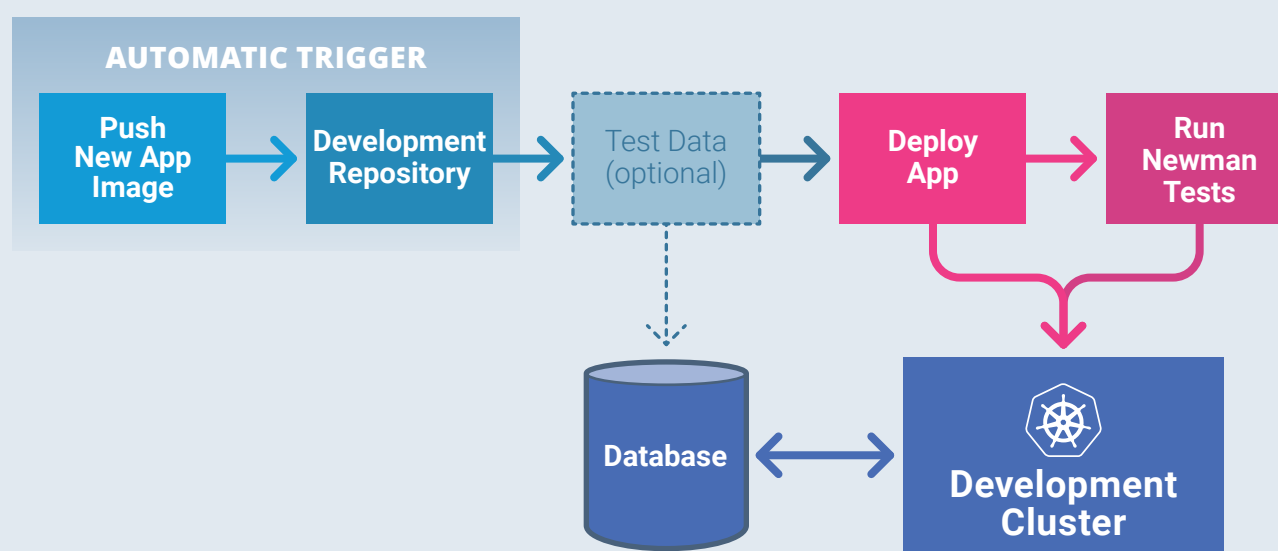 AUTOMATIC TRIGGER
Push
New App
Image
Development
Repository
Test Data
(optional)
Deploy
App
Run
Newman
Tests
Database
Development
Cluster